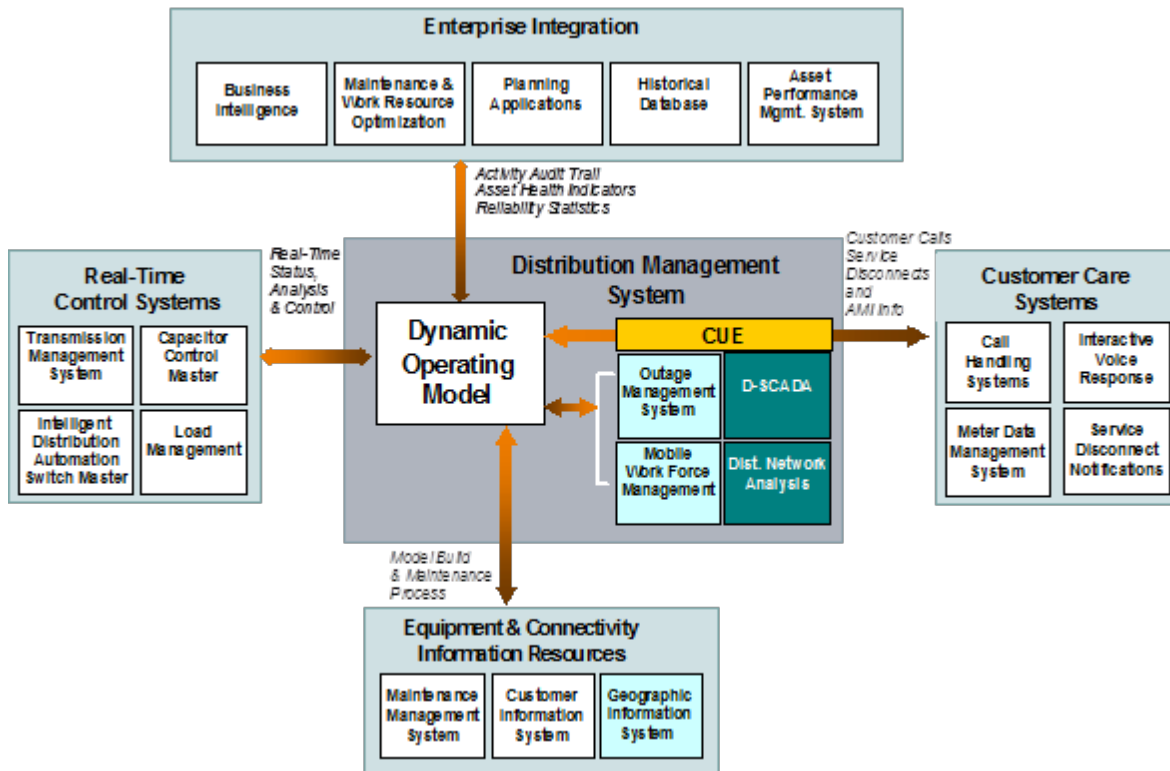 Enterprise Integration
Business
Intelligence
Maintenance &
Work Resource
Optimization
Planning
Applications
Historical
Database
Asset
Performance
Mgmt. System
Activity Audit Trail
Asset Health Indicators
Reliability Statistics
Real-Time
Control Systems
Transmission
Management
System
Capacitor
Control
Master
Intelligent
Distribution
Automation
Switch Master
Load
Management
Real-Time
Status,
Analysis
& Control
Distribution Management
System
Dynamic
Operating
Model
CUE
Outage
Management
System
D-SCADA
Mobile
Work Force
Management
Dist. Network
Analysis
Customer Calls
Service
Disconnects
and
AMI Info
Customer Care
Systems
Call
Handling
Systems
Interactive
Voice
Response
Meter Data
Management
System
Service
Disconnect
Notifications
Model Build
& Maintenance
Process
Equipment & Connectivity
Information Resources
Maintenance
Management
System
Customer
Information
System
Geographic
Information
System